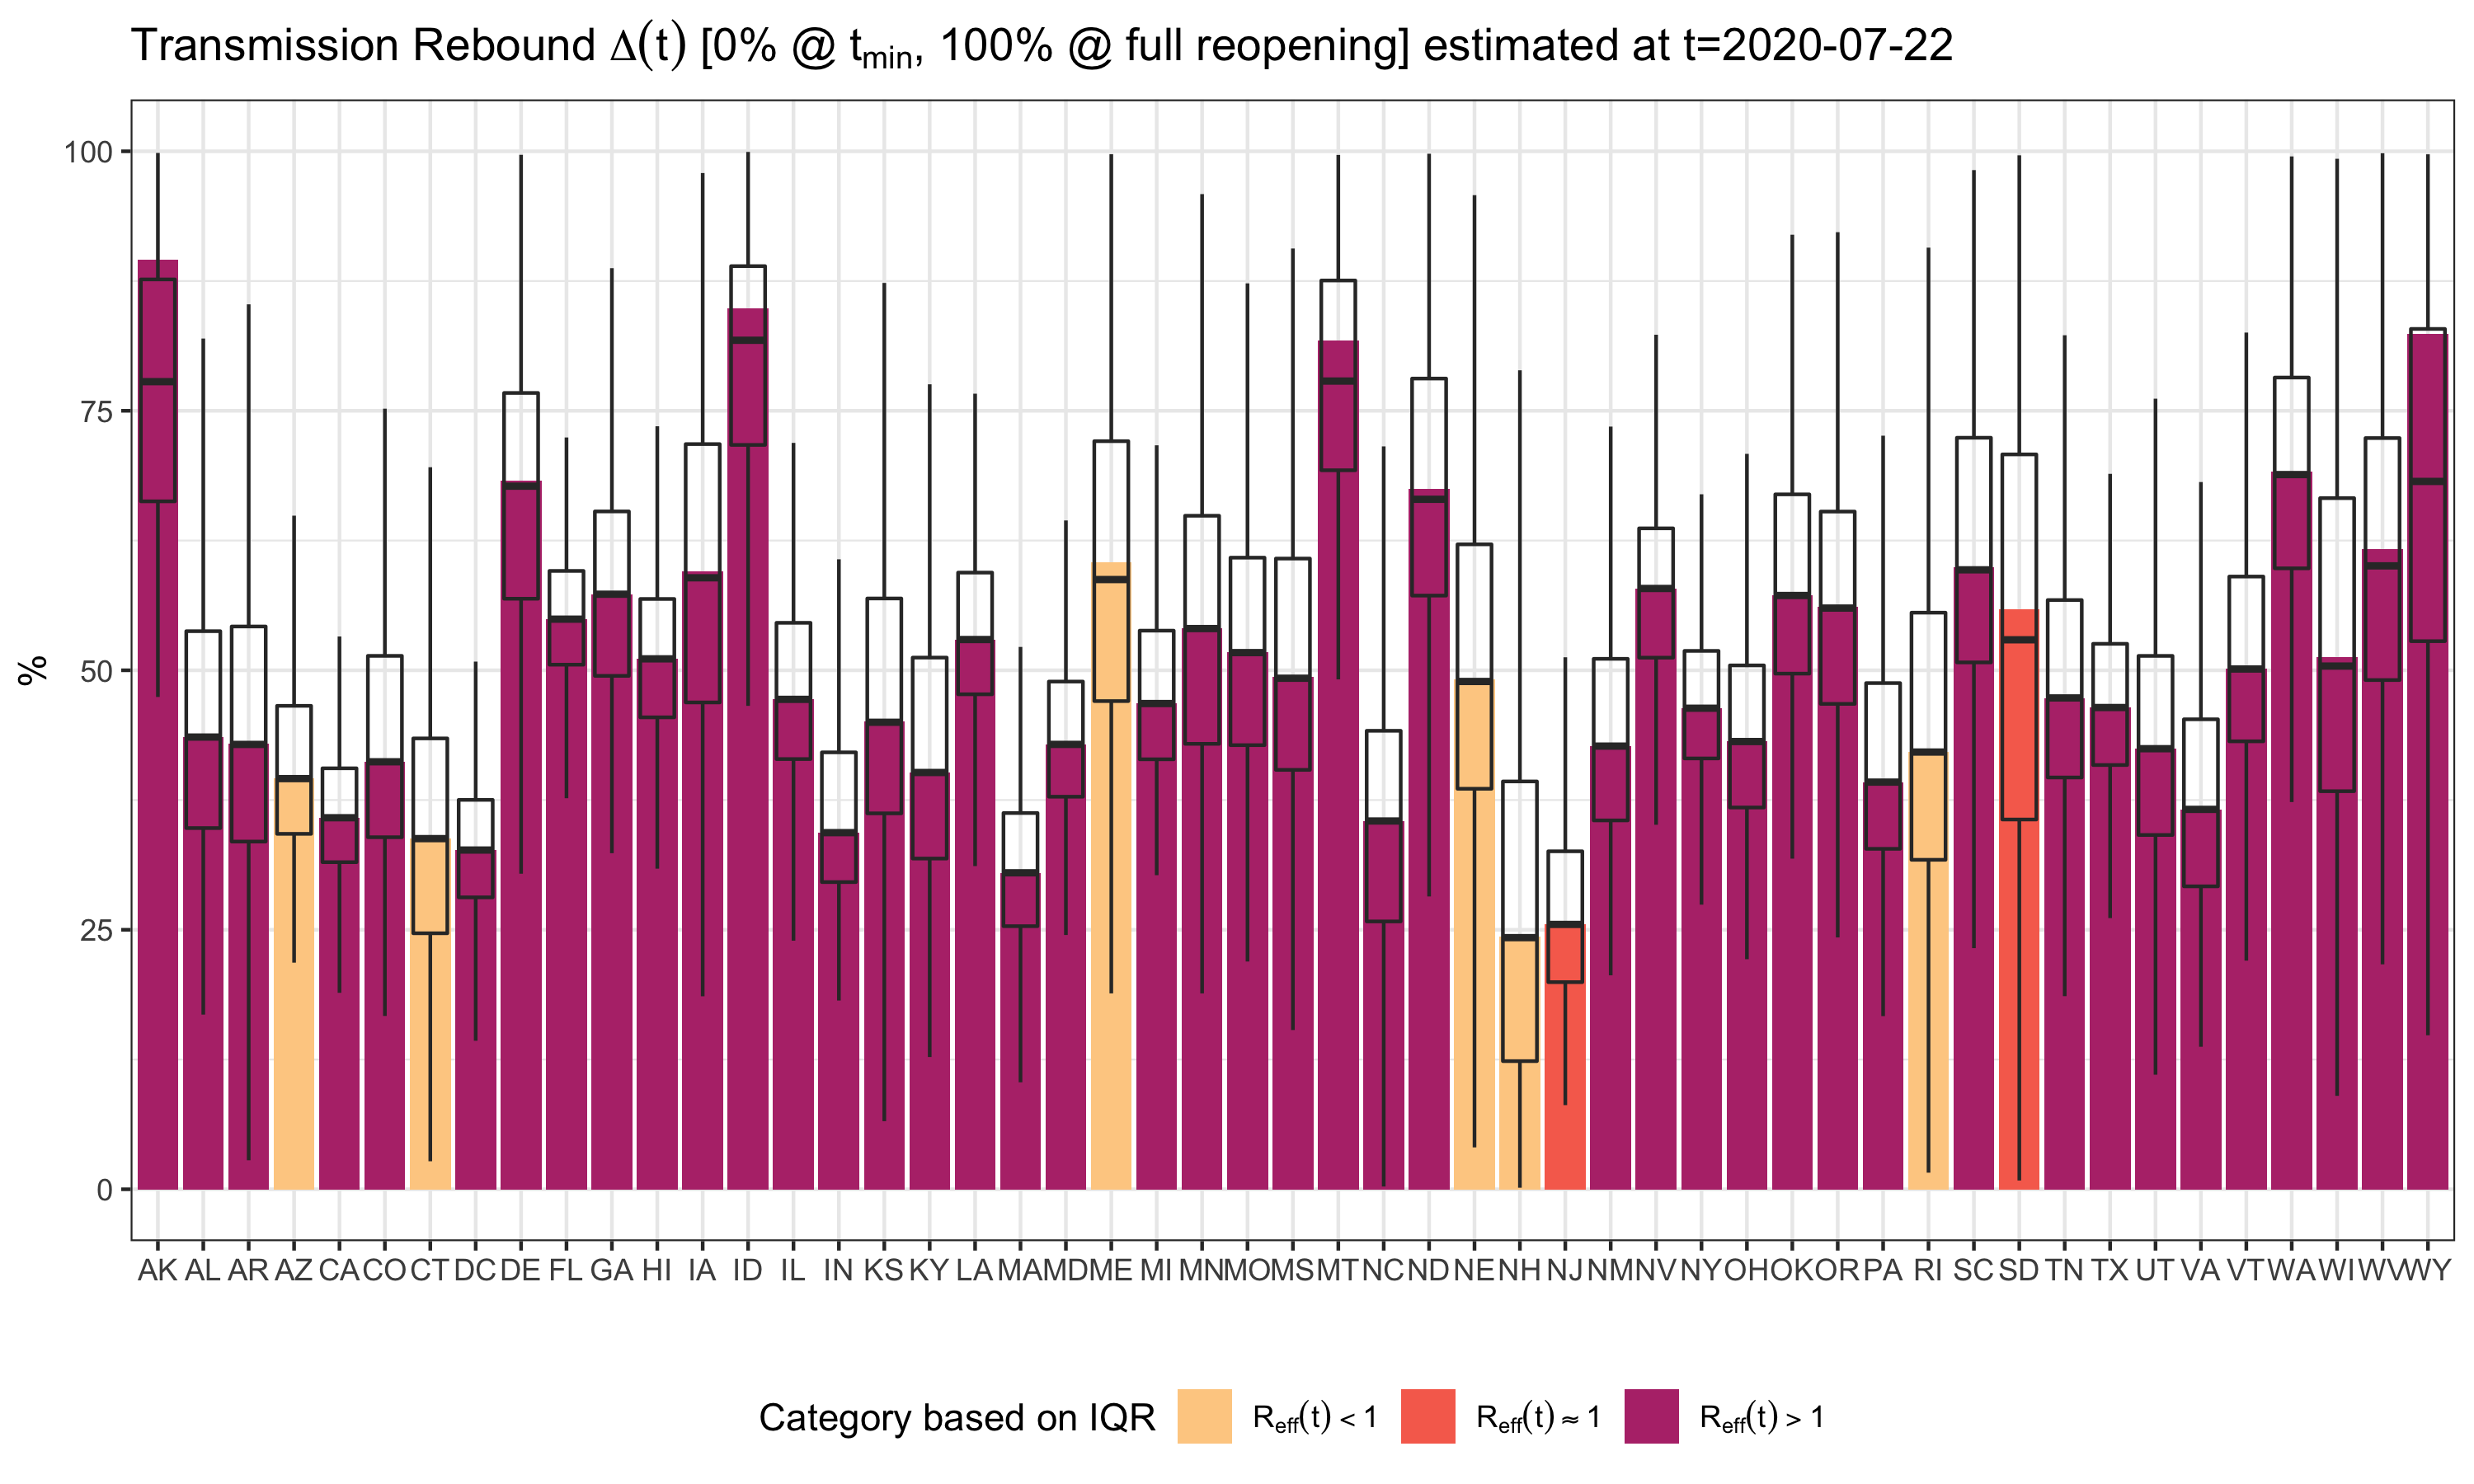 Transmission Rebound Δ(t) [0% @ tmin, 100% @ full reopening] estimated at t=2020-07-22
100
75
50
25
0
%
AK AL AR AZ CA CO CT DC DE FL GA HI IA ID IL IN KS KY LA MA MD ME MI MN MO MS MT NC ND NE NH NJ NM NV NY OH OK OR PA RI SC SD TN TX UT VA VT WA WI WV WY
Category based on IQR Reff(t) < 1 Reff(t) ≈ 1 Reff(t) > 1